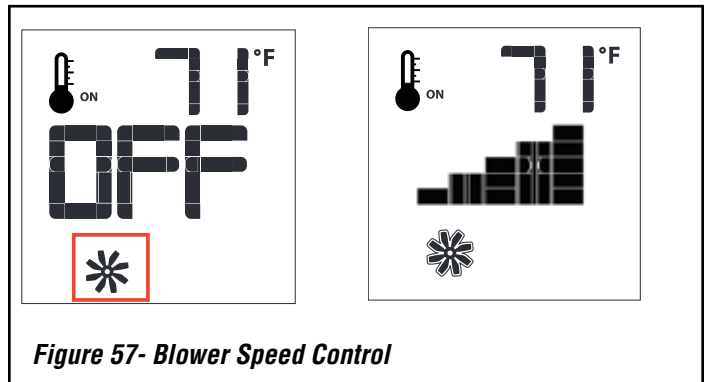 71 °F
ON
OFF
71 °F
ON
Figure 57- Blower Speed Control